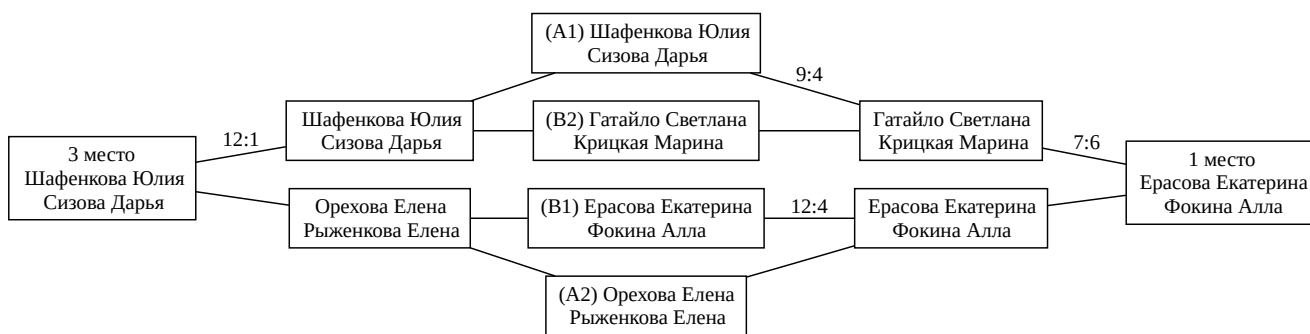 (A1) Шафенкова Юлия
Сизова Дарья
9:4
12:1
Шафенкова Юлия
Сизова Дарья
(B2) Гатайло Светлана
Крицкая Марина
Гатайло Светлана
Крицкая Марина
7:6
3 место
Шафенкова Юлия
Сизова Дарья
1 место
Ерасова Екатерина
Фокина Алла
Орехова Елена
Рыженкова Елена
(B1) Ерасова Екатерина
Фокина Алла
12:4
Ерасова Екатерина
Фокина Алла
(A2) Орехова Елена
Рыженкова Елена